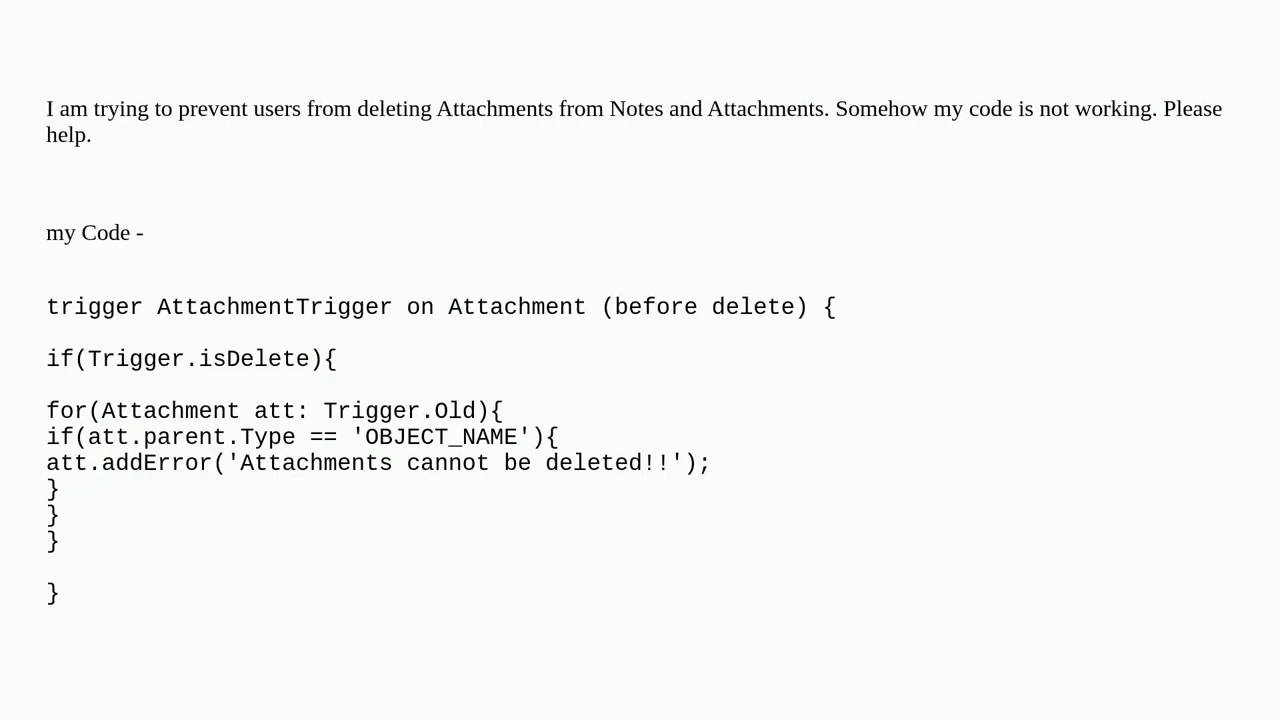 I am trying to prevent users from deleting Attachments from Notes and Attachments. Somehow my code is not working. Please
help.
my Code -
trigger AttachmentTrigger on Attachment (before delete) {
if(Trigger.isDelete){
for(Attachment att: Trigger.Old){
if(att.parent.Type == 'OBJECT_NAME'){
att.addError('Attachments cannot be deleted!!');
}
}
}
}